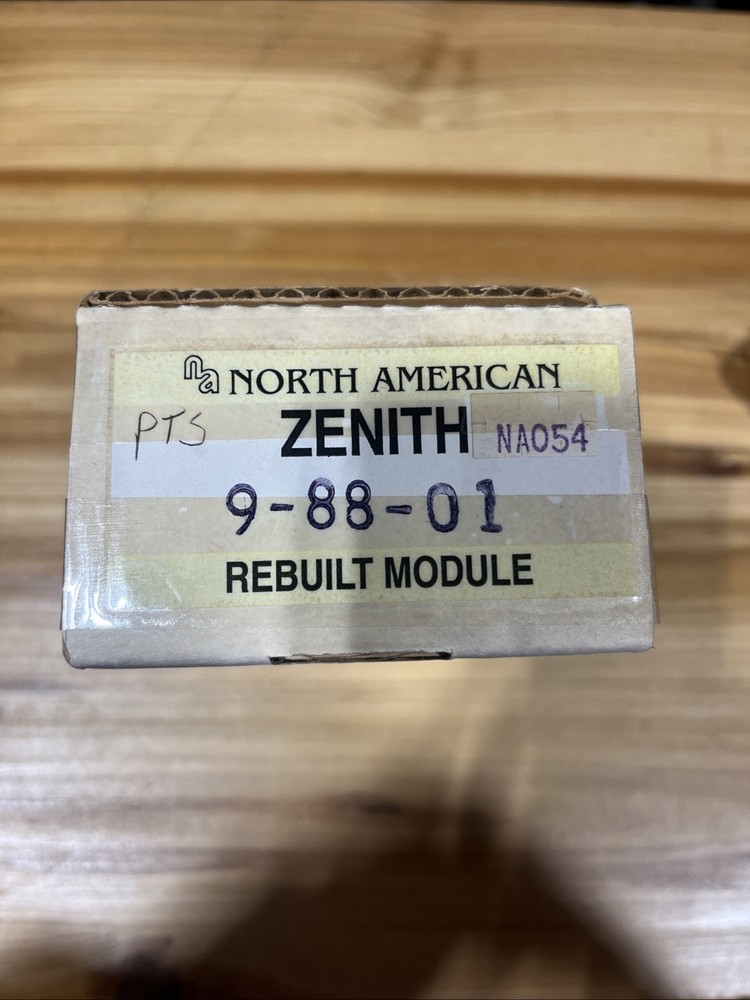 na NORTH AMERICAN
PTS ZENITH NA054
9-88-01
REBUILT MODULE